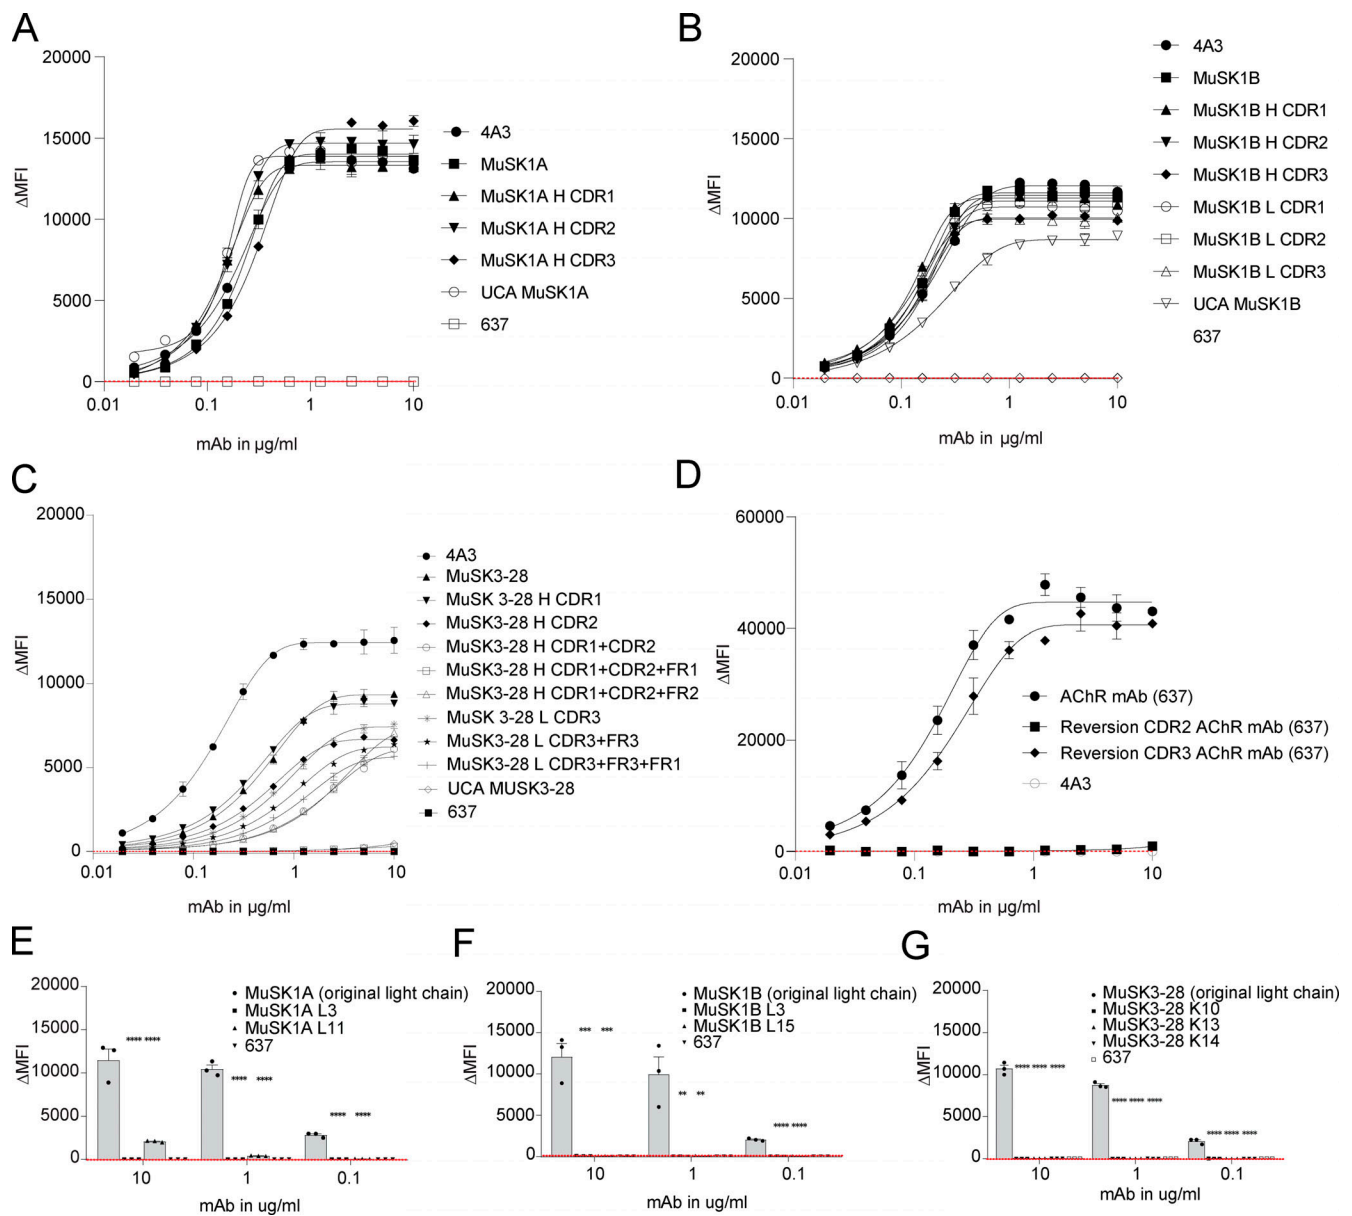 A
20000
15000
10000
5000
0
ΔMFI
0.01
0.1
1
10
mAb in µg/ml
4A3
MuSK1A
MuSK1A H CDR1
MuSK1A H CDR2
MuSK1A H CDR3
UCA MuSK1A
637
B
20000
15000
10000
5000
0
ΔMFI
0.01
0.1
1
10
mAb in µg/ml
4A3
MuSK1B
MuSK1B H CDR1
MuSK1B H CDR2
MuSK1B H CDR3
MuSK1B L CDR1
MuSK1B L CDR2
MuSK1B L CDR3
UCA MuSK1B
637
C
20000
15000
10000
5000
0
ΔMFI
0.01
0.1
1
10
mAb in µg/ml
4A3
MuSK3-28
MuSK 3-28 H CDR1
MuSK3-28 H CDR2
MuSK3-28 H CDR1+CDR2
MuSK3-28 H CDR1+CDR2+FR1
MuSK3-28 H CDR1+CDR2+FR2
MuSK 3-28 L CDR3
MuSK3-28 L CDR3+FR3
MuSK3-28 L CDR3+FR3+FR1
UCA MUSK3-28
637
D
60000
40000
20000
0
ΔMFI
0.01
0.1
1
10
mAb in µg/ml
AChR mAb (637)
Reversion CDR2 AChR mAb (637)
Reversion CDR3 AChR mAb (637)
4A3
E
20000
15000
10000
5000
0
ΔMFI
MuSK1A (original light chain)
MuSK1A L3
MuSK1A L11
637
**** ****
**** ****
**** ****
10
1
0.1
mAb in ug/ml
F
20000
15000
10000
5000
0
ΔMFI
MuSK1B (original light chain)
MuSK1B L3
MuSK1B L15
637
*** ***
** **
**** ****
10
1
0.1
mAb in ug/ml
G
20000
15000
10000
5000
0
ΔMFI
MuSK3-28 (original light chain)
MuSK3-28 K10
MuSK3-28 K13
MuSK3-28 K14
637
**** **** ****
**** **** ****
**** **** ****
10
1
0.1
mAb in ug/ml